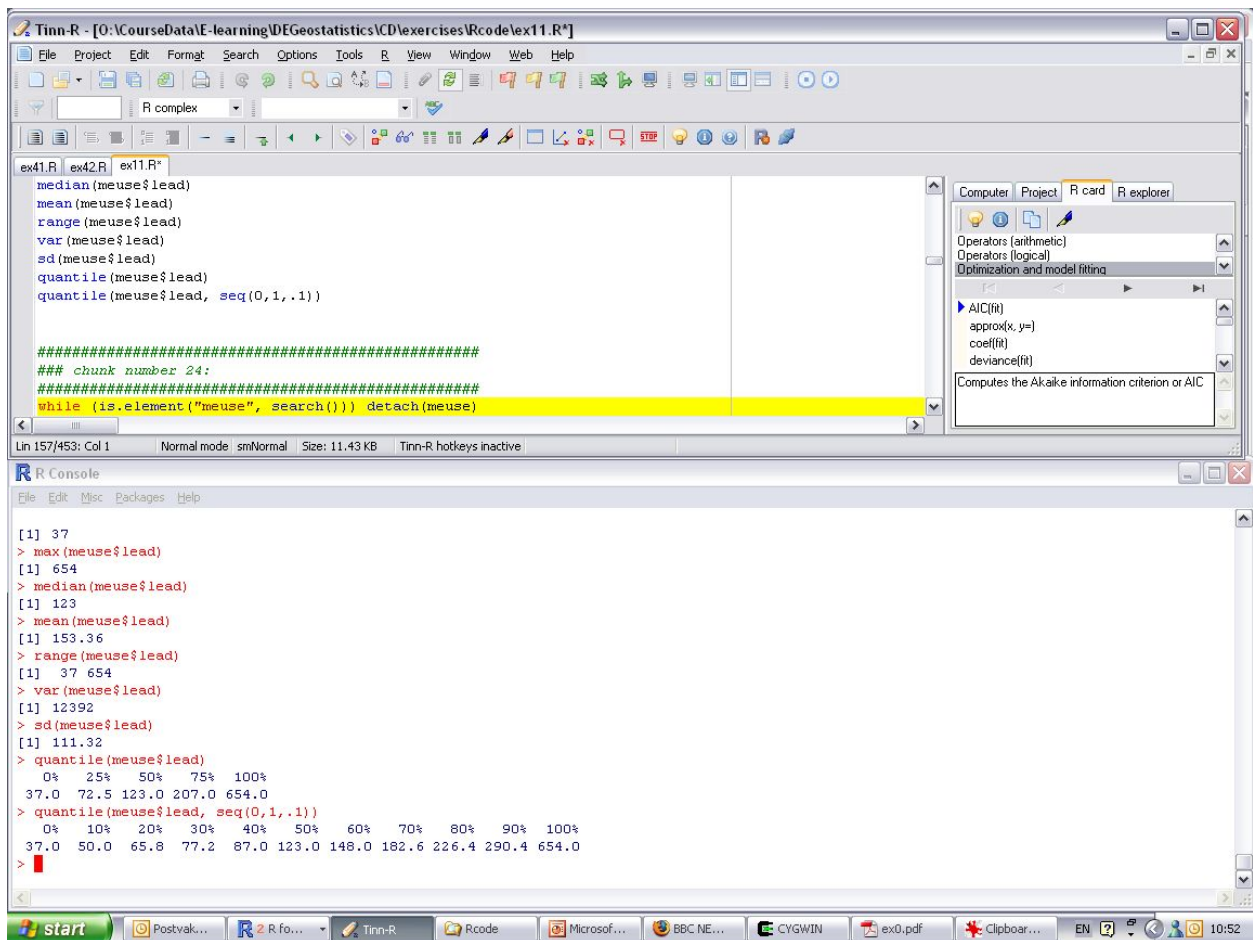 Tinn-R - [O:\CourseData\E-learning\DEGeostatistics\CD\exercises\Rcode\ex11.R*]
File Project Edit Format Search Options Tools R View Window Web Help
R complex
ABC
STOP
ex41.R ex42.R ex11.R*
median(meuse$lead)
mean(meuse$lead)
range(meuse$lead)
var(meuse$lead)
sd(meuse$lead)
quantile(meuse$lead)
quantile(meuse$lead, seq(0,1,.1))
###################################################
### chunk number 24:
###################################################
while (is.element("meuse", search())) detach(meuse)
Computer Project R card R explorer
Operators (arithmetic)
Operators (logical)
Optimization and model fitting
AIC(fit)
approx(x, y=)
coef(fit)
deviance(fit)
Computes the Akaike information criterion or AIC
Lin 157/453: Col 1 Normal mode smNormal Size: 11.43 KB Tinn-R hotkeys inactive
R Console
File Edit Misc Packages Help
[1] 37
> max(meuse$lead)
[1] 654
> median(meuse$lead)
[1] 123
> mean(meuse$lead)
[1] 153.36
> range(meuse$lead)
[1] 37 654
> var(meuse$lead)
[1] 12392
> sd(meuse$lead)
[1] 111.32
> quantile(meuse$lead)
0% 25% 50% 75% 100%
37.0 72.5 123.0 207.0 654.0
> quantile(meuse$lead, seq(0,1,.1))
0% 10% 20% 30% 40% 50% 60% 70% 80% 90% 100%
37.0 50.0 65.8 77.2 87.0 123.0 148.0 182.6 226.4 290.4 654.0
>
start Postvak... 2 R fo... Tinn-R Rcode Microsof... BBC NE... CYGWIN ex0.pdf Clipboar... EN 10:52